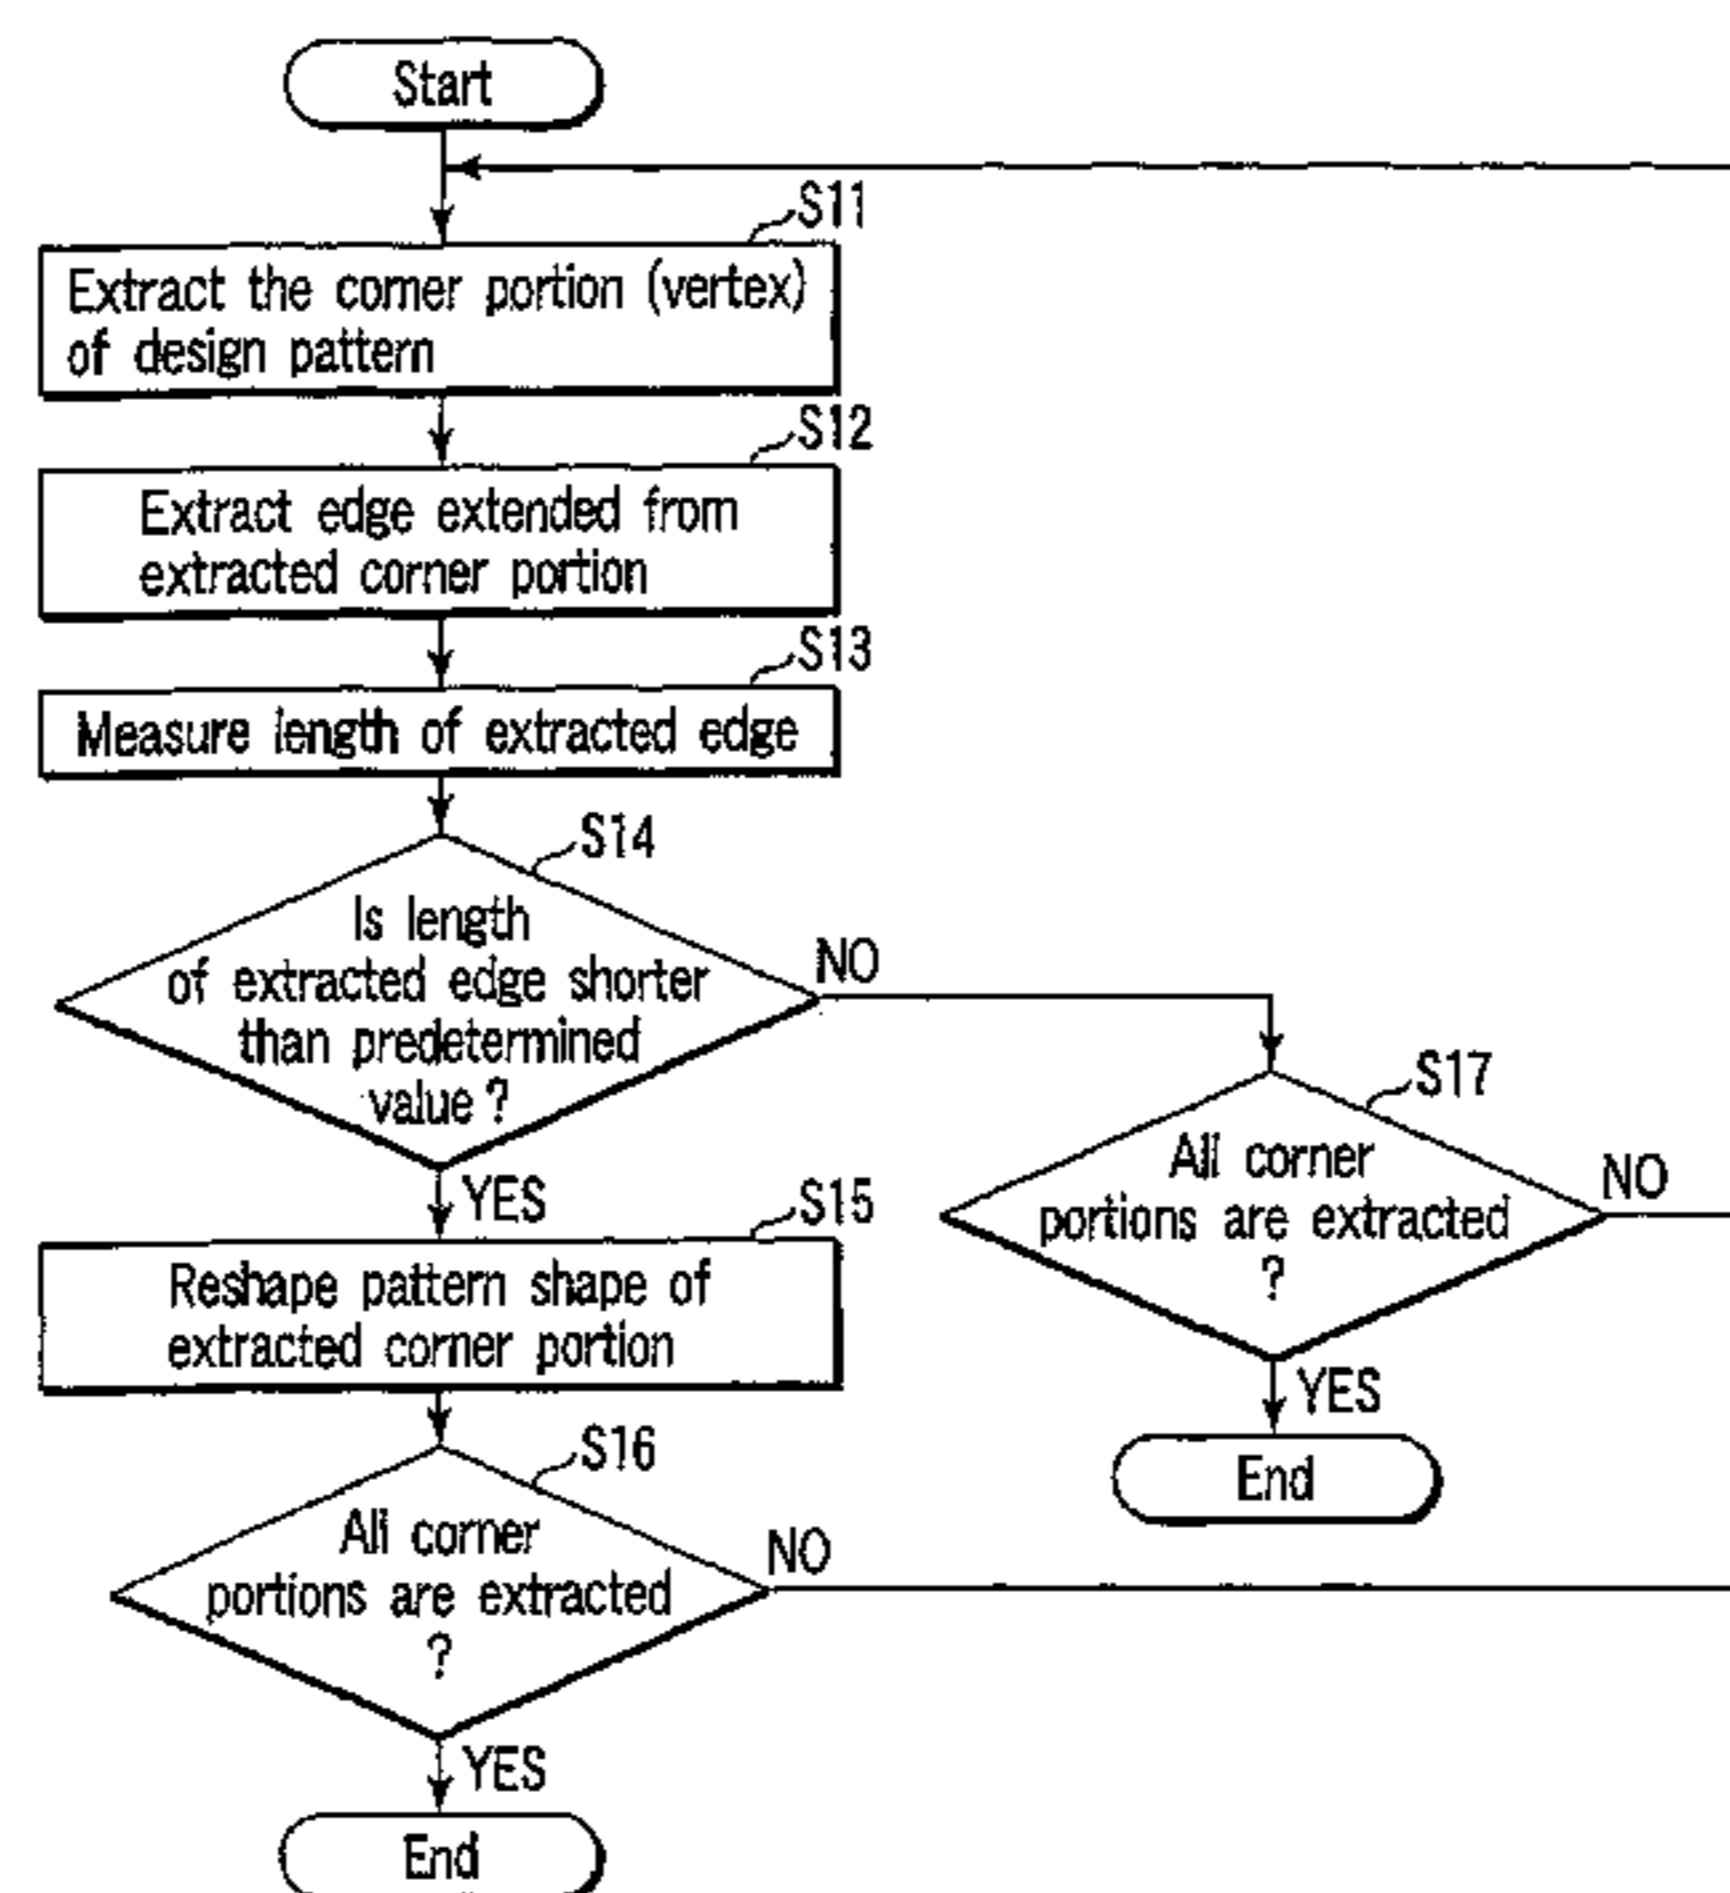 Start
S11
Extract the corner portion (vertex)
of design pattern
S12
Extract edge extended from
extracted corner portion
S13
Measure length of extracted edge
S14
Is length
of extracted edge shorter
than predetermined
value ?
NO
YES
S17
All corner
portions are extracted
?
NO
YES
End
S15
Reshape pattern shape of
extracted corner portion
S16
All corner
portions are extracted
?
NO
YES
End